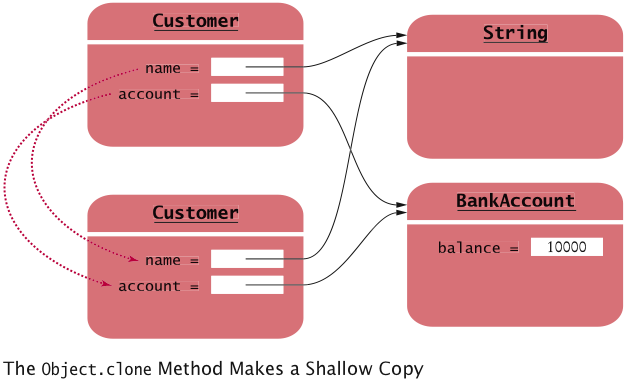 Customer
name =
account =
String
Customer
name =
account =
BankAccount
balance = 10000
The Object.clone Method Makes a Shallow Copy